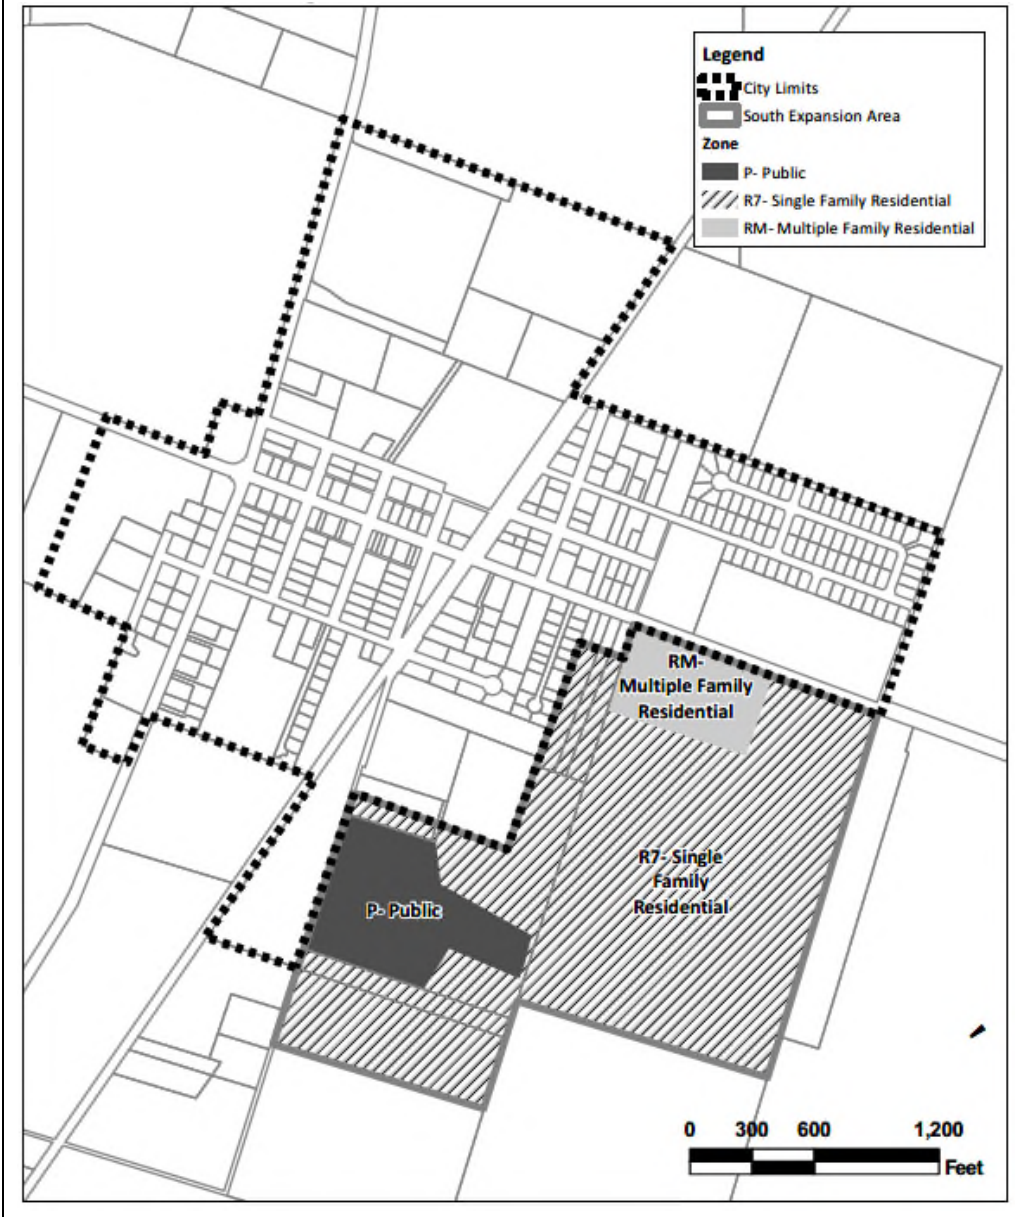 Legend
City Limits
South Expansion Area
Zone
P- Public
R7- Single Family Residential
RM- Multiple Family Residential
RM-
Multiple Family
Residential
R7- Single
Family
Residential
P- Public
0 300 600 1,200
Feet